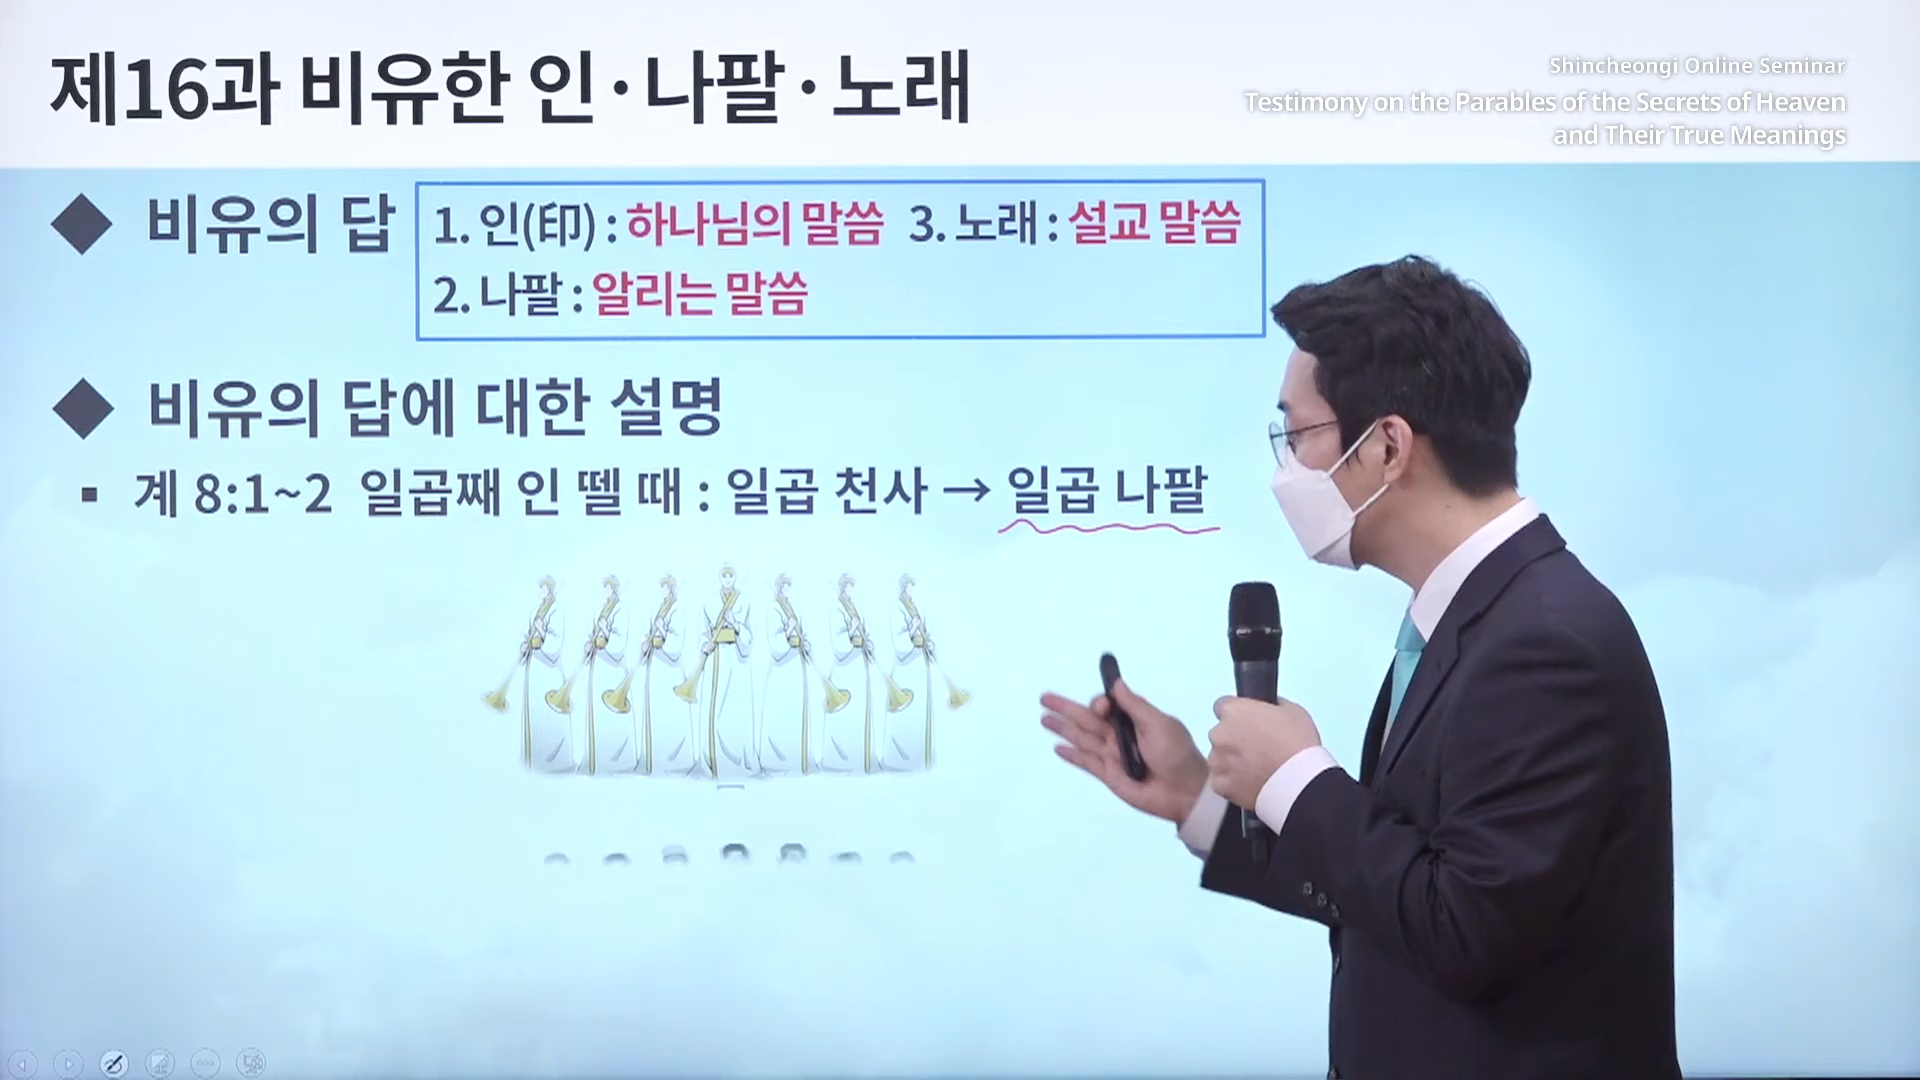 제16과 비유한 인·나팔·노래
Shincheongi Online Seminar
Testimony on the Parables of the Secrets of Heaven
and Their True Meanings
◆ 비유의 답
1. 인(印) : 하나님의 말씀 3. 노래 : 설교 말씀
2. 나팔 : 알리는 말씀
◆ 비유의 답에 대한 설명
▪ 계 8:1~2 일곱째 인 뗄 때 : 일곱 천사 → 일곱 나팔